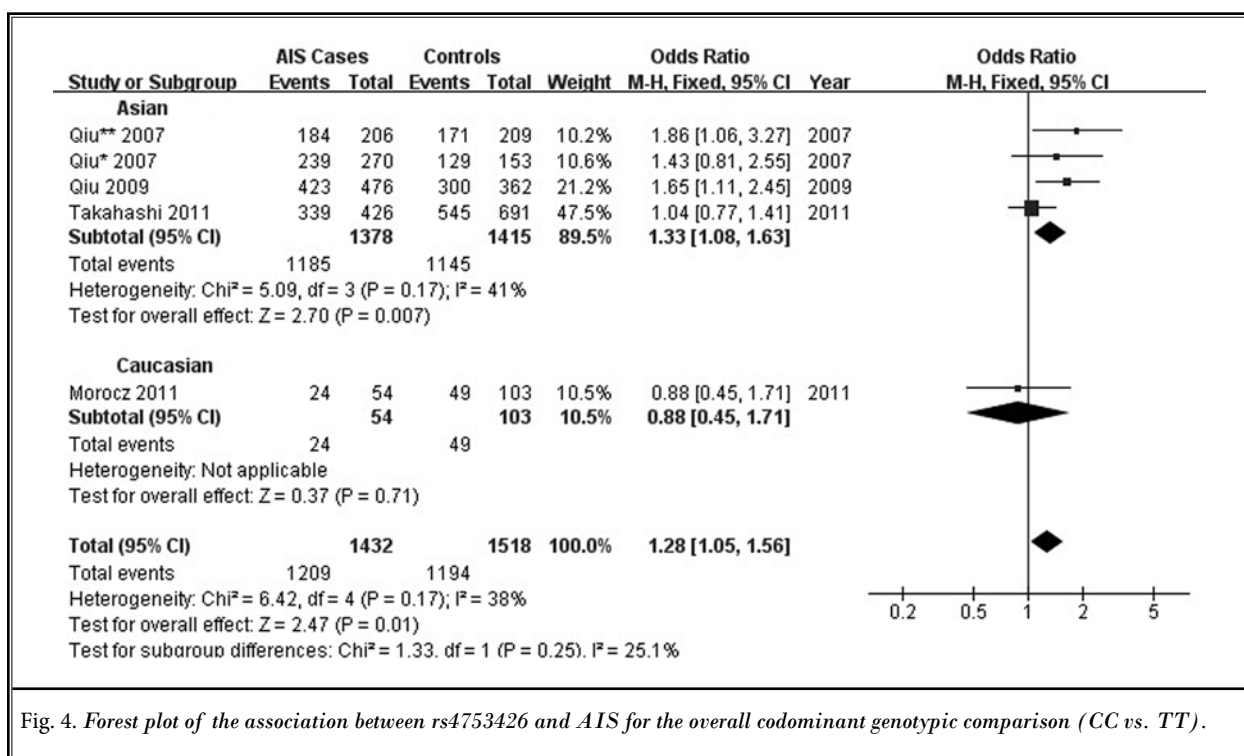 AIS Cases Controls Odds Ratio Odds Ratio
Study or Subgroup Events Total Events Total Weight M-H, Fixed, 95% CI Year M-H, Fixed, 95% CI
Asian
Qiu** 2007 184 206 171 209 10.2% 1.86 [1.06, 3.27] 2007
Qiu* 2007 239 270 129 153 10.6% 1.43 [0.81, 2.55] 2007
Qiu 2009 423 476 300 362 21.2% 1.65 [1.11, 2.45] 2009
Takahashi 2011 339 426 545 691 47.5% 1.04 [0.77, 1.41] 2011
Subtotal (95% CI) 1378 1415 89.5% 1.33 [1.08, 1.63]
Total events 1185 1145
Heterogeneity: Chi² = 5.09, df = 3 (P = 0.17); I² = 41%
Test for overall effect: Z = 2.70 (P = 0.007)
Caucasian
Morocz 2011 24 54 49 103 10.5% 0.88 [0.45, 1.71] 2011
Subtotal (95% CI) 54 103 10.5% 0.88 [0.45, 1.71]
Total events 24 49
Heterogeneity: Not applicable
Test for overall effect: Z = 0.37 (P = 0.71)
Total (95% CI) 1432 1518 100.0% 1.28 [1.05, 1.56]
Total events 1209 1194
Heterogeneity: Chi² = 6.42, df = 4 (P = 0.17); I² = 38%
Test for overall effect: Z = 2.47 (P = 0.01)
Test for subgroup differences: Chi² = 1.33. df = 1 (P = 0.25). I² = 25.1%
0.2 0.5 1 2 5
Fig. 4. Forest plot of the association between rs4753426 and AIS for the overall codominant genotypic comparison (CC vs. TT).